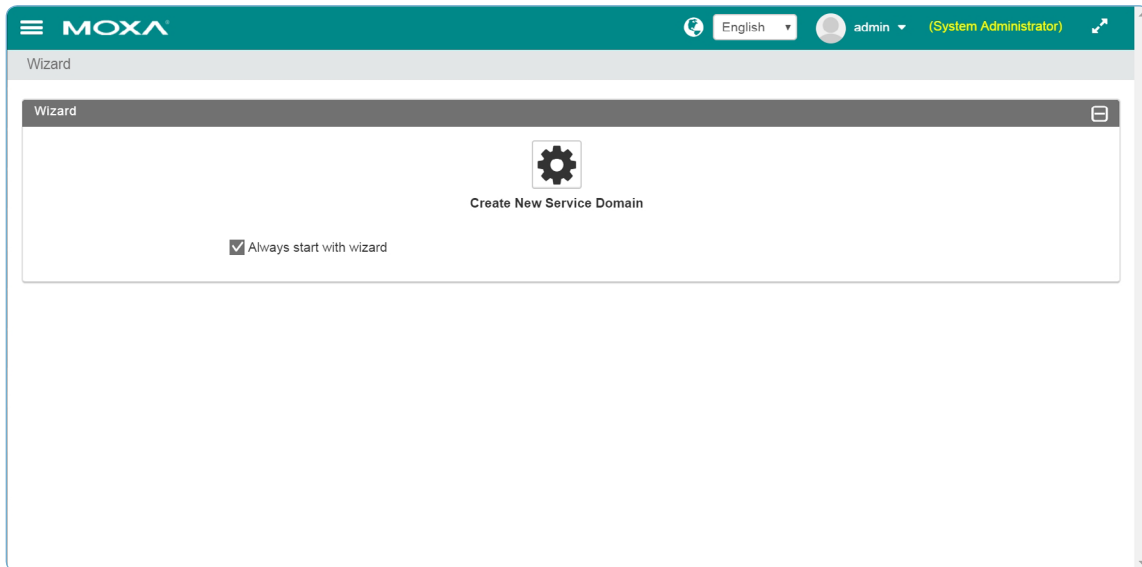 MOXA
English
admin
(System Administrator)
Wizard
Wizard
Create New Service Domain
Always start with wizard